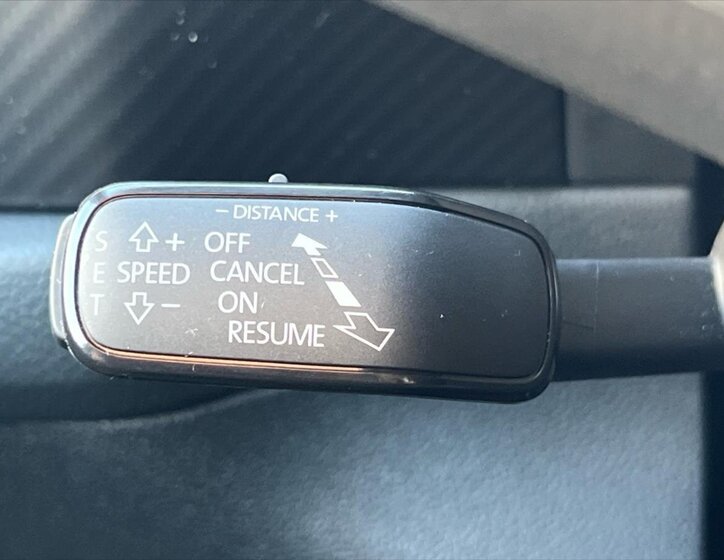 − DISTANCE +
S + OFF
E SPEED CANCEL
T − ON
RESUME